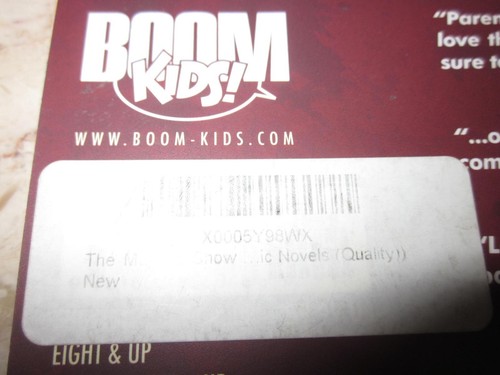 BOOM
KiDS!
WWW.BOOM-KIDS.COM
"Paren
love th
sure to
"...o
com
"L
X0005Y98WX
The M Show ic Novels (Quality!)
New
EIGHT & UP